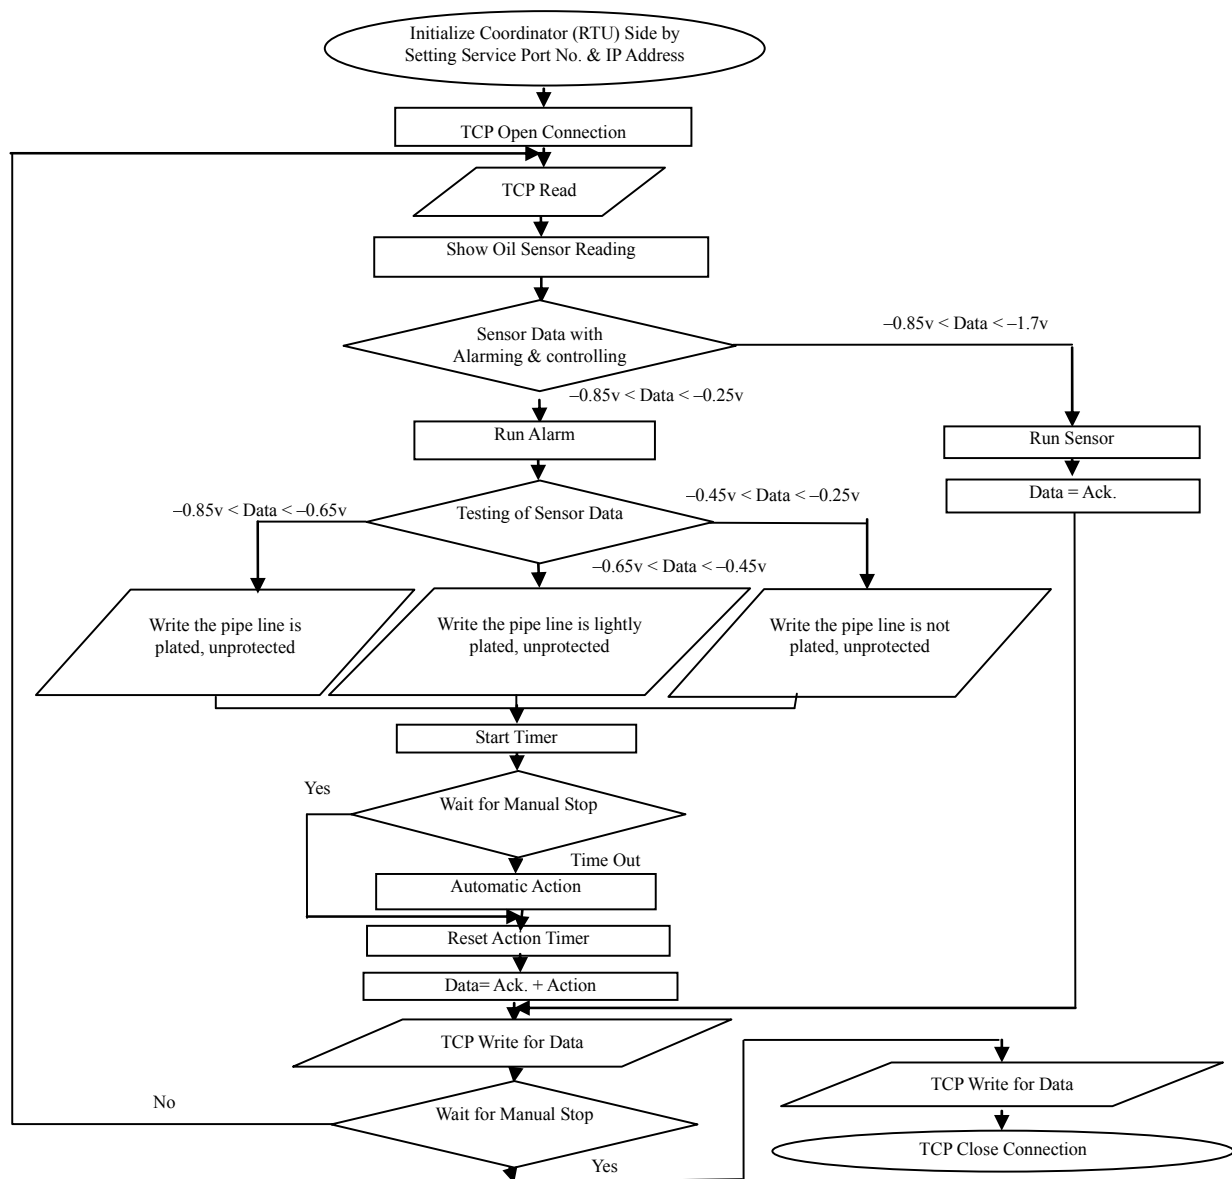 Initialize Coordinator (RTU) Side by
Setting Service Port No. & IP Address
TCP Open Connection
TCP Read
Show Oil Sensor Reading
Sensor Data with
Alarming & controlling
–0.85v < Data < –1.7v
–0.85v < Data < –0.25v
Run Alarm
Run Sensor
Data = Ack.
Testing of Sensor Data
–0.85v < Data < –0.65v
–0.45v < Data < –0.25v
–0.65v < Data < –0.45v
Write the pipe line is
plated, unprotected
Write the pipe line is lightly
plated, unprotected
Write the pipe line is not
plated, unprotected
Start Timer
Yes
Wait for Manual Stop
Time Out
Automatic Action
Reset Action Timer
Data= Ack. + Action
TCP Write for Data
No
Wait for Manual Stop
Yes
TCP Write for Data
TCP Close Connection